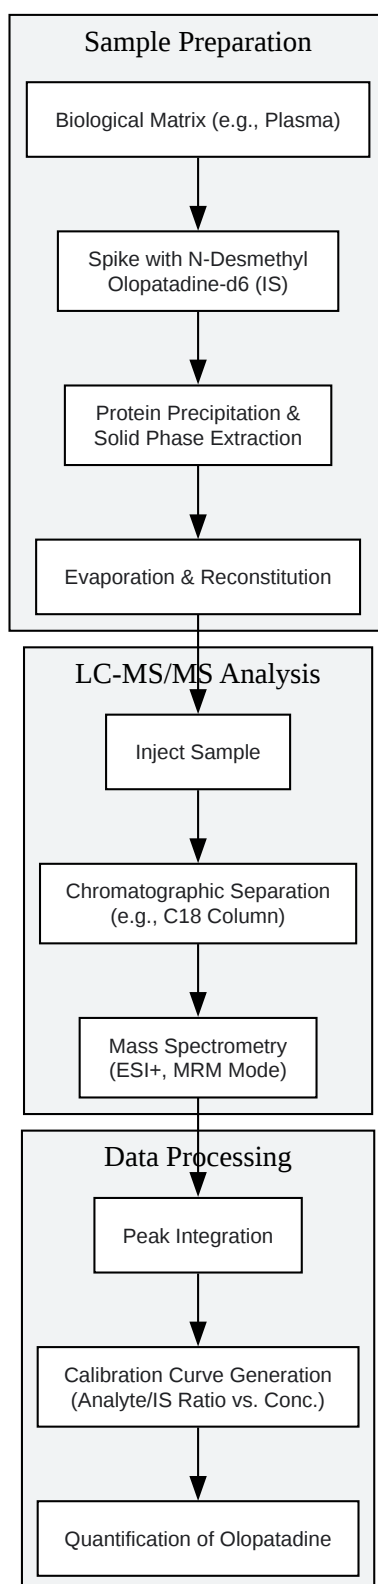 Sample Preparation
Biological Matrix (e.g., Plasma)
Spike with N-Desmethyl
Olopatadine-d6 (IS)
Protein Precipitation &
Solid Phase Extraction
Evaporation & Reconstitution
LC-MS/MS Analysis
Inject Sample
Chromatographic Separation
(e.g., C18 Column)
Mass Spectrometry
(ESI+, MRM Mode)
Data Processing
Peak Integration
Calibration Curve Generation
(Analyte/IS Ratio vs. Conc.)
Quantification of Olopatadine